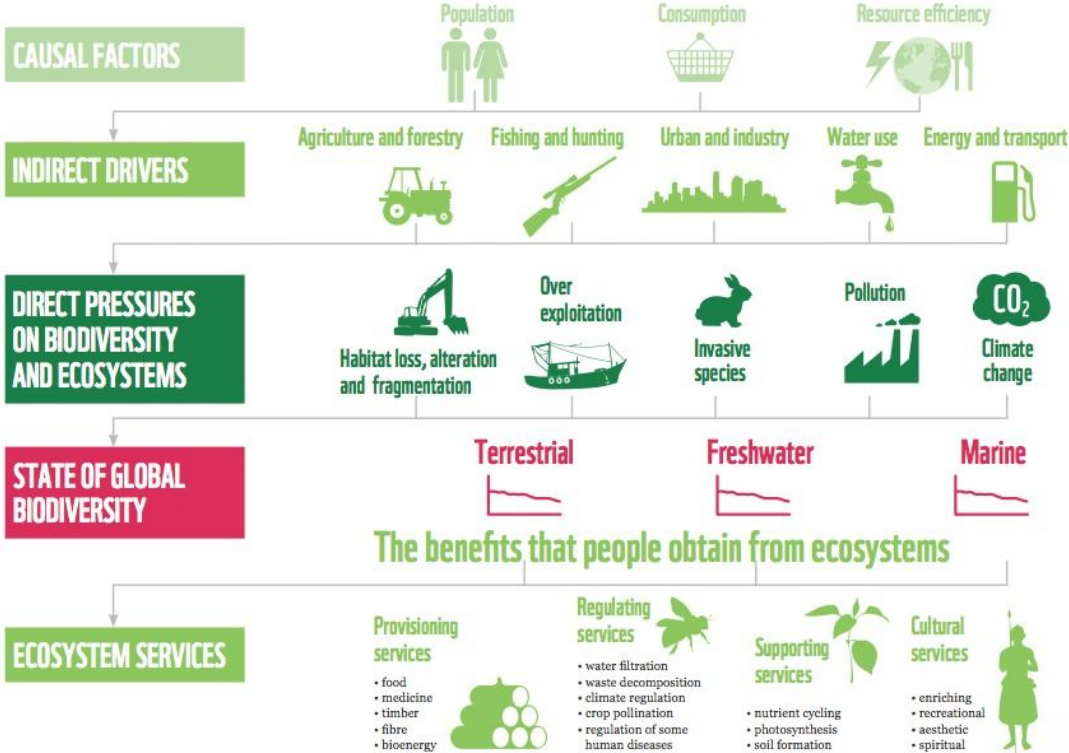 Population
Consumption
Resource efficiency
CAUSAL FACTORS
Agriculture and forestry
Fishing and hunting
Urban and industry
Water use
Energy and transport
INDIRECT DRIVERS
DIRECT PRESSURES
ON BIODIVERSITY
AND ECOSYSTEMS
Habitat loss, alteration
and fragmentation
Over
exploitation
Invasive
species
Pollution
CO2
Climate
change
STATE OF GLOBAL
BIODIVERSITY
Terrestrial
Freshwater
Marine
The benefits that people obtain from ecosystems
ECOSYSTEM SERVICES
Provisioning
services
• food
• medicine
• timber
• fibre
• bioenergy
Regulating
services
• water filtration
• waste decomposition
• climate regulation
• crop pollination
• regulation of some
human diseases
Supporting
services
• nutrient cycling
• photosynthesis
• soil formation
Cultural
services
• enriching
• recreational
• aesthetic
• spiritual